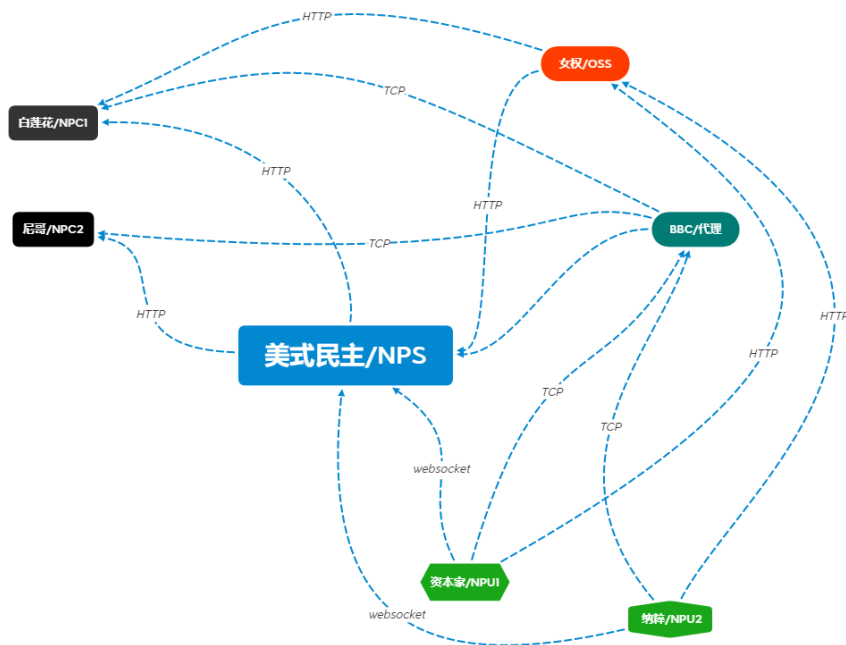 HTTP
女权/OSS
TCP
白莲花/NPC1
HTTP
HTTP
尼哥/NPC2
BBC/代理
TCP
HTTP
HTTP
美式民主/NPS
HTTP
TCP
TCP
websocket
资本家/NPU1
websocket
纳粹/NPU2